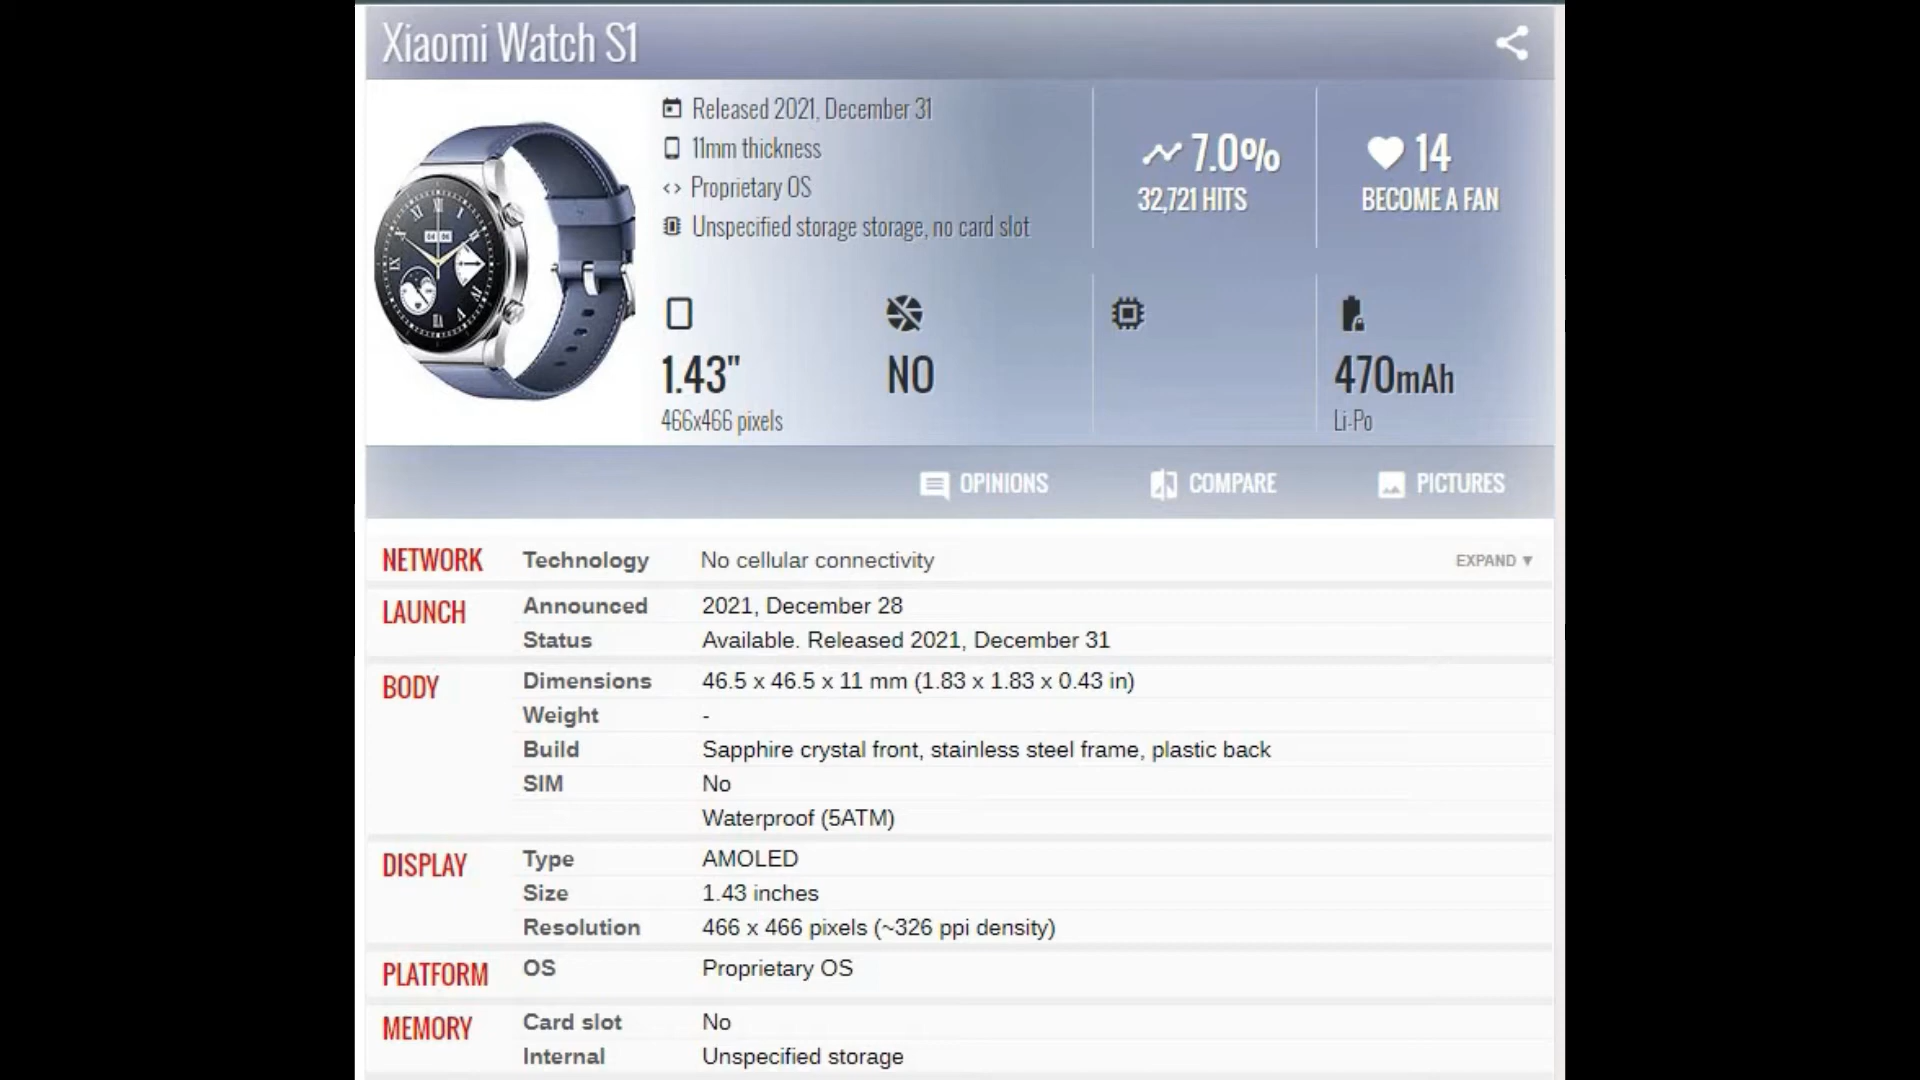 Xiaomi Watch S1
Released 2021, December 31
11mm thickness
Proprietary OS
Unspecified storage storage, no card slot
7.0%
32,721 HITS
14
BECOME A FAN
1.43"
466x466 pixels
NO
470mAh
Li-Po
OPINIONS
COMPARE
PICTURES
NETWORK Technology No cellular connectivity EXPAND ▼
LAUNCH Announced 2021, December 28
Status Available. Released 2021, December 31
BODY Dimensions 46.5 x 46.5 x 11 mm (1.83 x 1.83 x 0.43 in)
Weight -
Build Sapphire crystal front, stainless steel frame, plastic back
SIM No
Waterproof (5ATM)
DISPLAY Type AMOLED
Size 1.43 inches
Resolution 466 x 466 pixels (~326 ppi density)
PLATFORM OS Proprietary OS
MEMORY Card slot No
Internal Unspecified storage